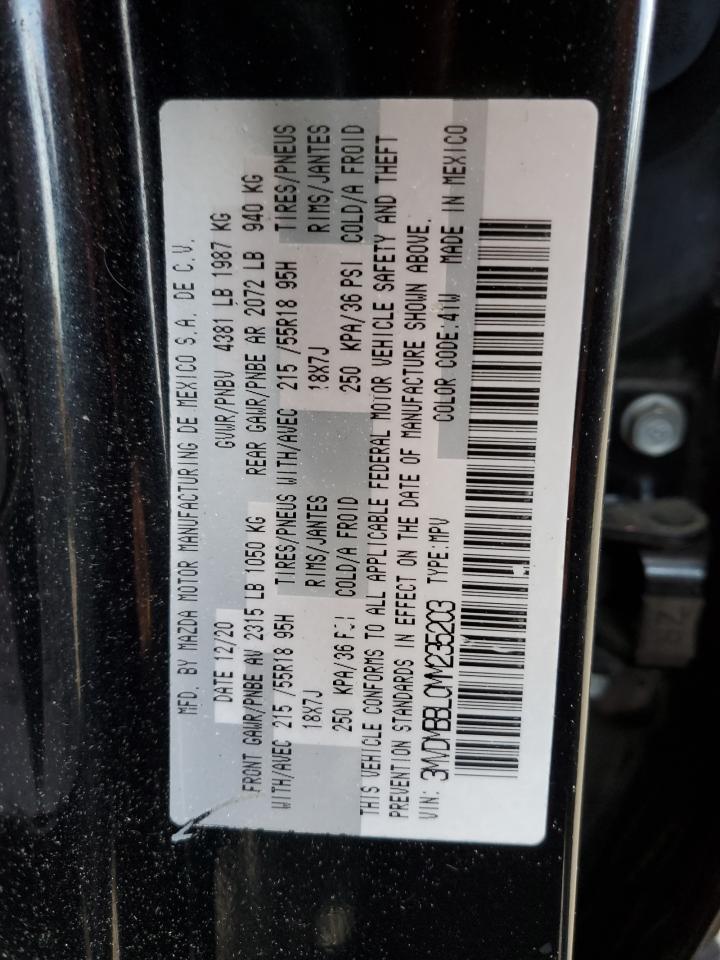 MFD. BY MAZDA MOTOR MANUFACTURING DE MEXICO S.A. DE C.V.
DATE 12/20 GVWR/PNBV 4381 LB 1987 KG
FRONT GAWR/PNBE AV 2315 LB 1050 KG REAR GAWR/PNBE AR 2072 LB 940 KG
WITH/AVEC 215 /55R18 95H TIRES/PNEUS WITH/AVEC 215 /55R18 95H TIRES/PNEUS
18X7J RIMS/JANTES 18X7J RIMS/JANTES
250 KPA/36 COLD/A FROID 250 KPA/36 PSI COLD/A FROID
THIS VEHICLE CONFORMS TO ALL APPLICABLE FEDERAL MOTOR VEHICLE SAFETY AND THEFT
PREVENTION STANDARDS IN EFFECT ON THE DATE OF MANUFACTURE SHOWN ABOVE.
VIN: 3MVDMBBL0MM235203 TYPE:MPV COLOR CODE:41W MADE IN MEXICO